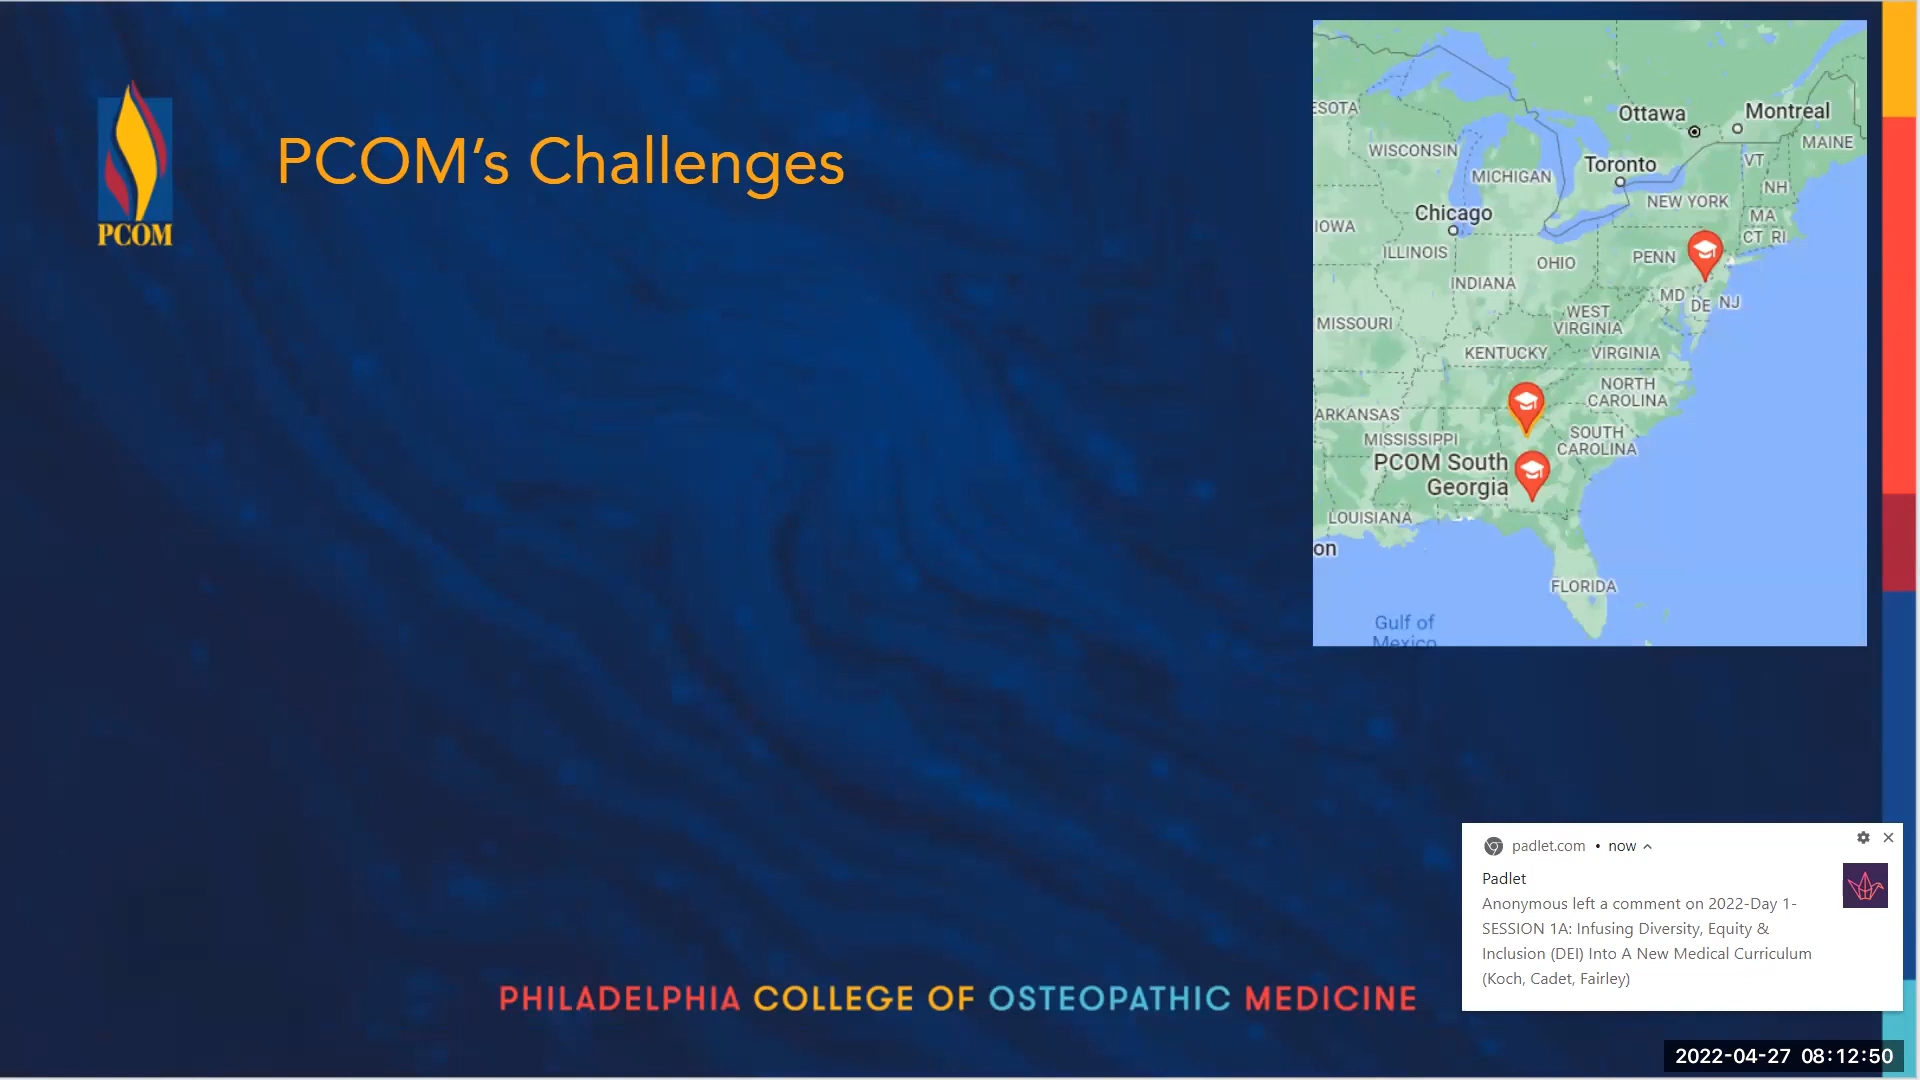 PCOM
PCOM’s Challenges
ESOTA
Ottawa
Montreal
MAINE
WISCONSIN
MICHIGAN
Toronto
VT
NH
NEW YORK
MA
CT RI
Chicago
IOWA
ILLINOIS
INDIANA
OHIO
PENN
MD
DE
NJ
MISSOURI
WEST
VIRGINIA
KENTUCKY
VIRGINIA
NORTH
CAROLINA
ARKANSAS
MISSISSIPPI
SOUTH
CAROLINA
PCOM South
Georgia
LOUISIANA
on
FLORIDA
Gulf of
Mexico
padlet.com • now
Padlet
Anonymous left a comment on 2022-Day 1-
SESSION 1A: Infusing Diversity, Equity &
Inclusion (DEI) Into A New Medical Curriculum
(Koch, Cadet, Fairley)
PHILADELPHIA COLLEGE OF OSTEOPATHIC MEDICINE
2022-04-27 08:12:50